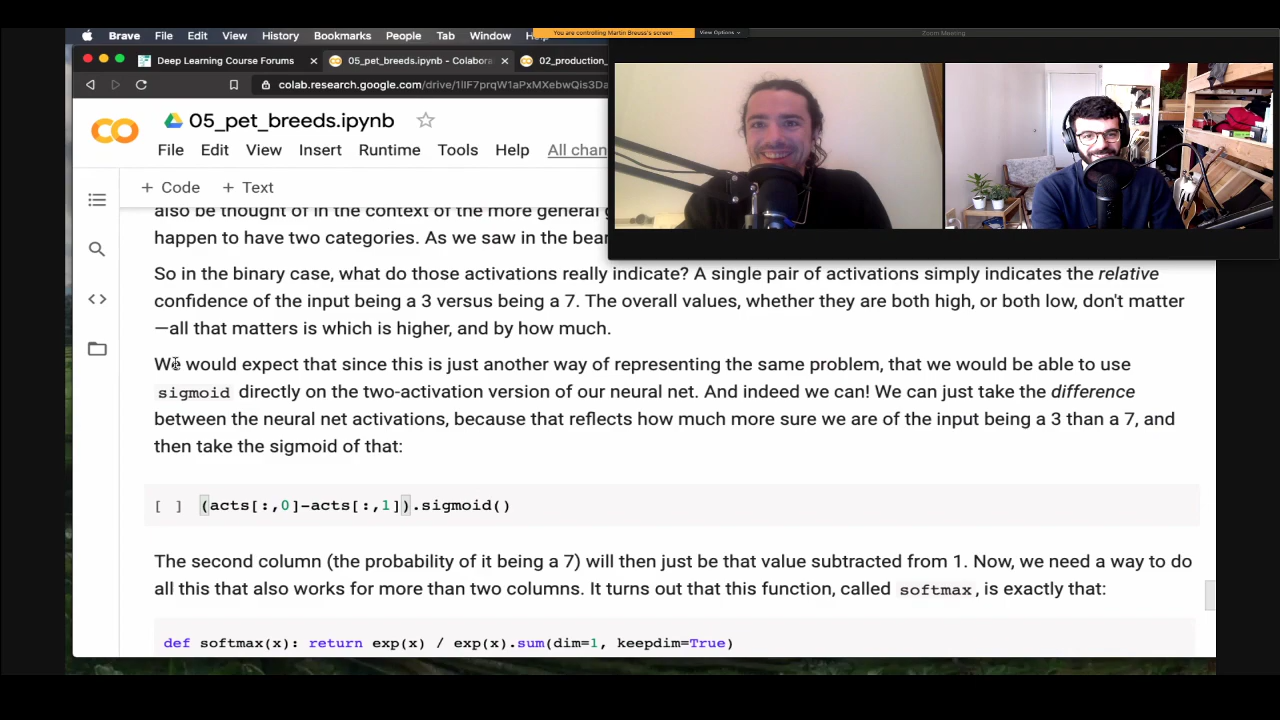 You are controlling Martin Breuss's screen
View Options
Zoom Meeting
Brave File Edit View History Bookmarks People Tab Window
Deep Learning Course Forums
05_pet_breeds.ipynb - Colabora
02_production_
colab.research.google.com/drive/1IIF7prqW1aPxMXebwQis3Da
05_pet_breeds.ipynb
File Edit View Insert Runtime Tools Help All chan
+ Code + Text
also be thought of in the context of the more general g
happen to have two categories. As we saw in the bear
So in the binary case, what do those activations really indicate? A single pair of activations simply indicates the relative
confidence of the input being a 3 versus being a 7. The overall values, whether they are both high, or both low, don't matter
—all that matters is which is higher, and by how much.
We would expect that since this is just another way of representing the same problem, that we would be able to use
sigmoid directly on the two-activation version of our neural net. And indeed we can! We can just take the difference
between the neural net activations, because that reflects how much more sure we are of the input being a 3 than a 7, and
then take the sigmoid of that:
[ ] (acts[:,0]-acts[:,1]).sigmoid()
The second column (the probability of it being a 7) will then just be that value subtracted from 1. Now, we need a way to do
all this that also works for more than two columns. It turns out that this function, called softmax, is exactly that:
def softmax(x): return exp(x) / exp(x).sum(dim=1, keepdim=True)